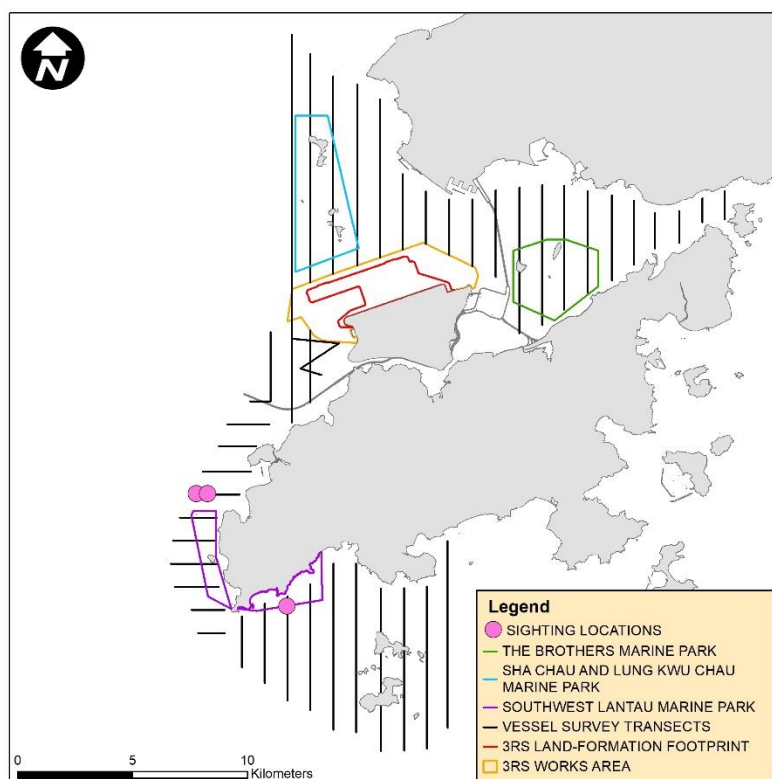 N
Legend
SIGHTING LOCATIONS
THE BROTHERS MARINE PARK
SHA CHAU AND LUNG KWU CHAU
MARINE PARK
SOUTHWEST LANTAU MARINE PARK
VESSEL SURVEY TRANSECTS
3RS LAND-FORMATION FOOTPRINT
3RS WORKS AREA
0 5 10
Kilometers